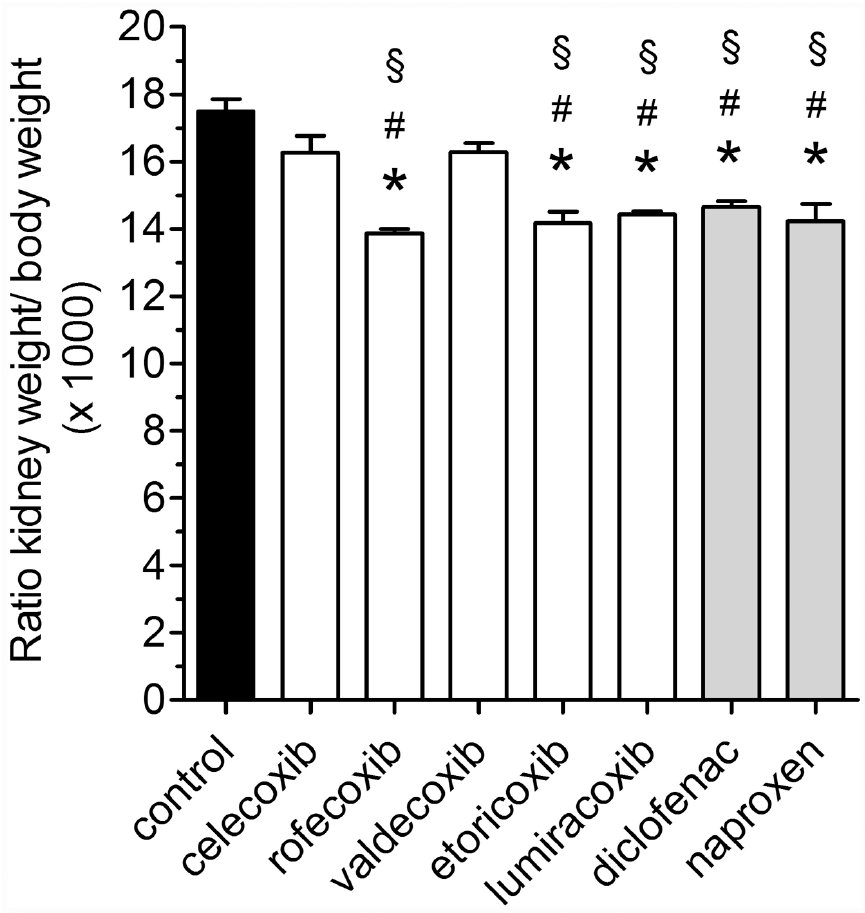 Ratio kidney weight/ body weight
(x 1000)
20
18
16
14
12
10
8
6
4
2
0
§ § § § §
# # # # #
* * * * *
control
celecoxib
rofecoxib
valdecoxib
etoricoxib
lumiracoxib
diclofenac
naproxen